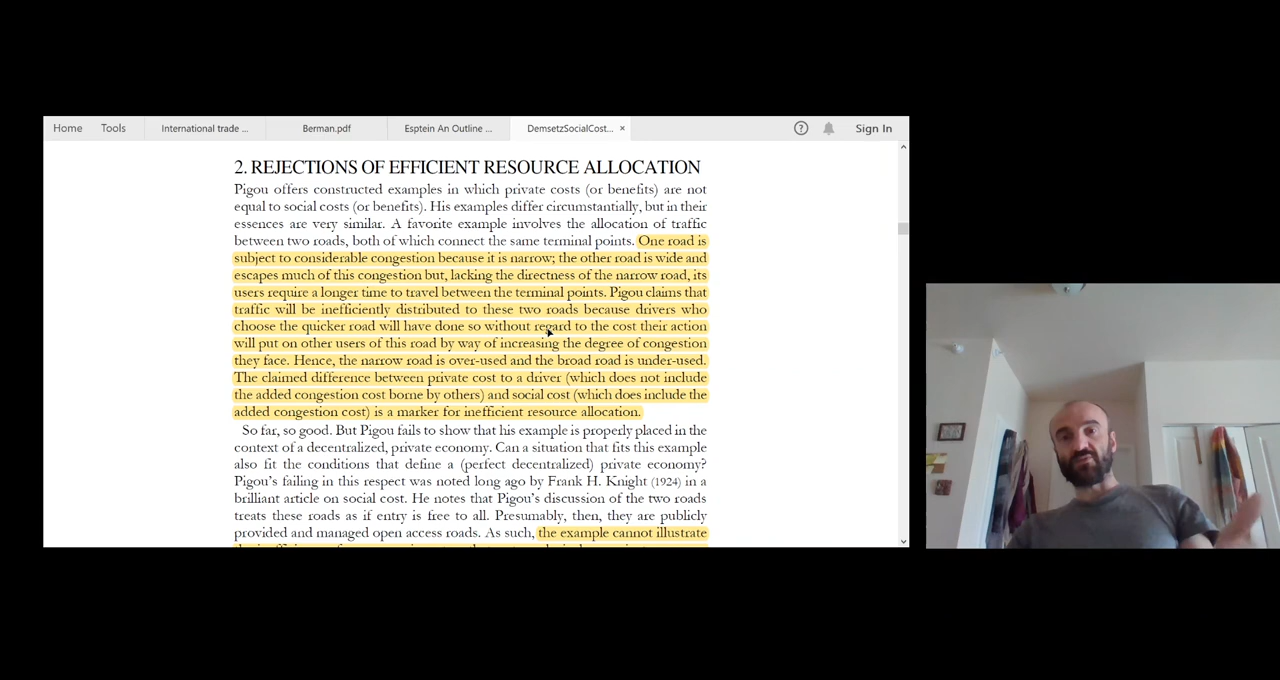 Home Tools International trade ... Berman.pdf Esptein An Outline ... DemsetzSocialCost... × ? Sign In
2. REJECTIONS OF EFFICIENT RESOURCE ALLOCATION
Pigou offers constructed examples in which private costs (or benefits) are not
equal to social costs (or benefits). His examples differ circumstantially, but in their
essences are very similar. A favorite example involves the allocation of traffic
between two roads, both of which connect the same terminal points. One road is
subject to considerable congestion because it is narrow; the other road is wide and
escapes much of this congestion but, lacking the directness of the narrow road, its
users require a longer time to travel between the terminal points. Pigou claims that
traffic will be inefficiently distributed to these two roads because drivers who
choose the quicker road will have done so without regard to the cost their action
will put on other users of this road by way of increasing the degree of congestion
they face. Hence, the narrow road is over-used and the broad road is under-used.
The claimed difference between private cost to a driver (which does not include
the added congestion cost borne by others) and social cost (which does include the
added congestion cost) is a marker for inefficient resource allocation.
So far, so good. But Pigou fails to show that his example is properly placed in the
context of a decentralized, private economy. Can a situation that fits this example
also fit the conditions that define a (perfect decentralized) private economy?
Pigou's failing in this respect was noted long ago by Frank H. Knight (1924) in a
brilliant article on social cost. He notes that Pigou's discussion of the two roads
treats these roads as if entry is free to all. Presumably, then, they are publicly
provided and managed open access roads. As such, the example cannot illustrate